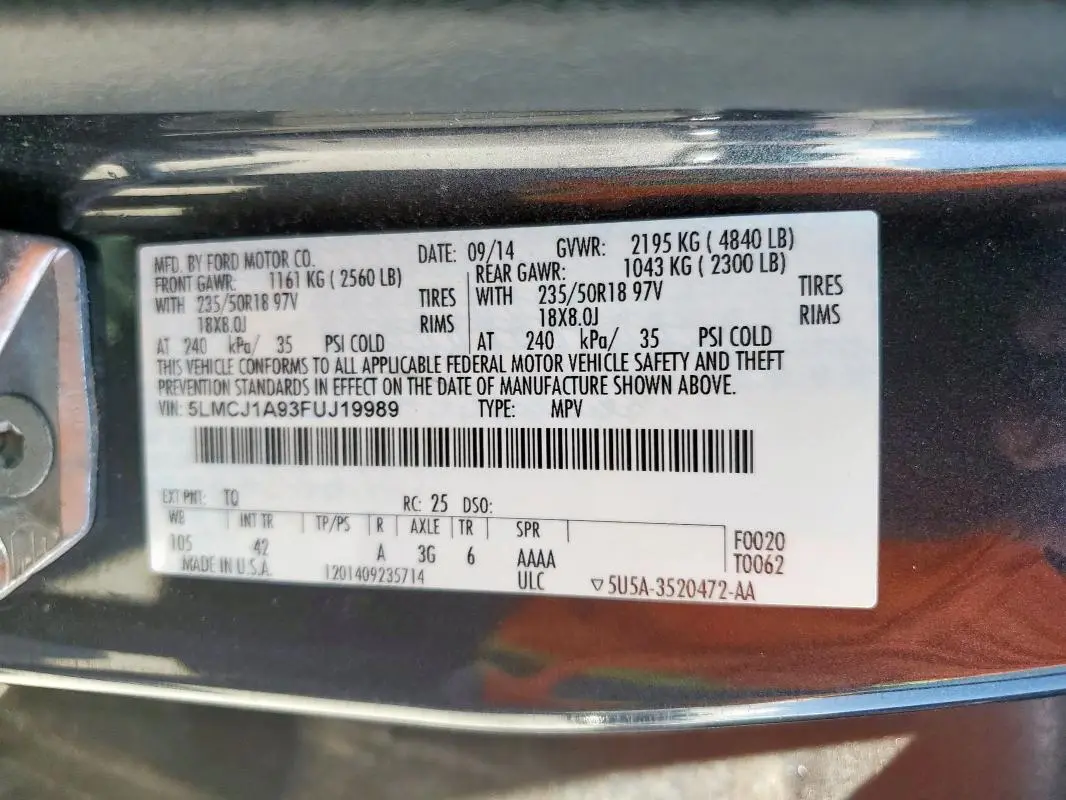 MFD. BY FORD MOTOR CO. DATE: 09/14 GVWR: 2195 KG ( 4840 LB)
FRONT GAWR: 1161 KG ( 2560 LB) REAR GAWR: 1043 KG ( 2300 LB)
WITH 235/50R18 97V TIRES WITH 235/50R18 97V TIRES
18X8.0J RIMS 18X8.0J RIMS
AT 240 kPa/ 35 PSI COLD AT 240 kPa/ 35 PSI COLD
THIS VEHICLE CONFORMS TO ALL APPLICABLE FEDERAL MOTOR VEHICLE SAFETY AND THEFT
PREVENTION STANDARDS IN EFFECT ON THE DATE OF MANUFACTURE SHOWN ABOVE.
VIN: 5LMCJ1A93FUJ19989 TYPE: MPV
EXT PNT: TQ RC: 25 DSO:
WB INT TR TP/PS R AXLE TR SPR
105 42 A 3G 6 AAAA F0020
MADE IN U.S.A. 1201409235714 ULC T0062
▽5U5A-3520472-AA